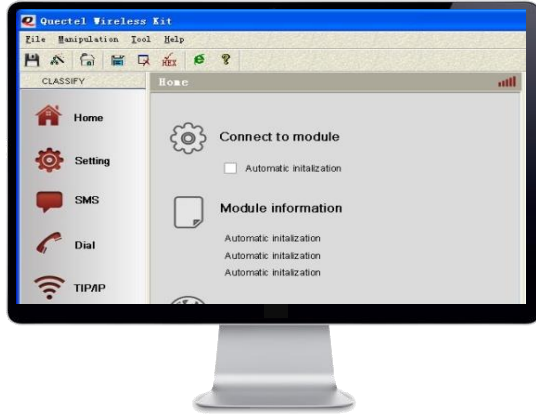 Quectel Wireless Kit
File Manipulation Tool Help
HEX
CLASSIFY
Home
Home
Connect to module
Automatic initalization
Setting
SMS
Module information
Automatic initalization
Dial
Automatic initalization
Automatic initalization
TIP/IP